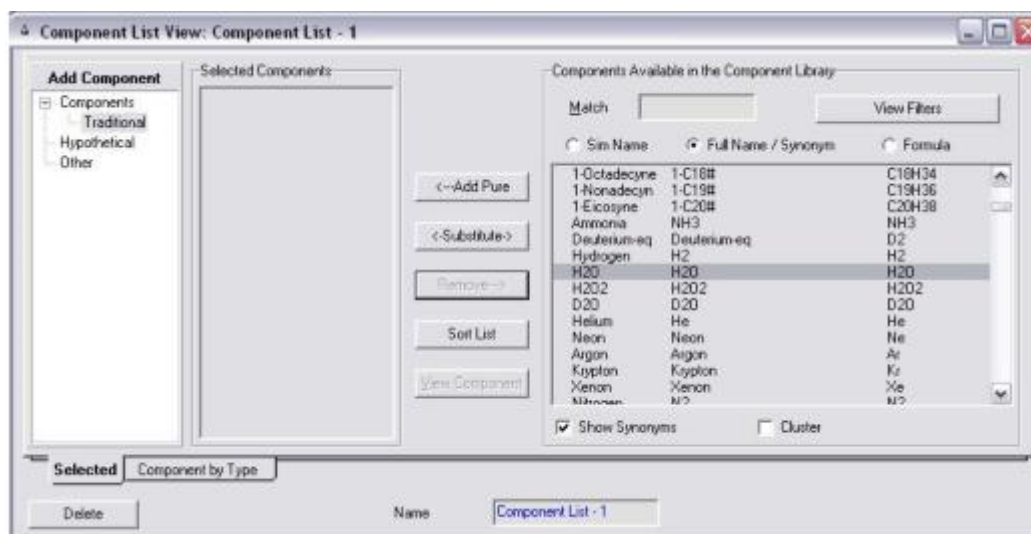 Component List View: Component List - 1
Add Component
Components
Traditional
Hypothetical
Other
Selected Components
<--Add Pure
<-Substitute->
Remove-->
Sort List
View Component
Components Available in the Component Library
Match
View Filters
Sim Name Full Name / Synonym Formula
1-Octadecyne 1-C18# C18H34
1-Nonadecyn 1-C19# C19H36
1-Eicosyne 1-C20# C20H38
Ammonia NH3 NH3
Deuterium-eq Deuterium-eq D2
Hydrogen H2 H2
H2O H2O H2O
H2O2 H2O2 H2O2
D2O D2O D2O
Helium He He
Neon Neon Ne
Argon Argon Ar
Krypton Krypton Kr
Xenon Xenon Xe
Nitrogen N2 N2
Show Synonyms Cluster
Selected Component by Type
Delete Name Component List - 1